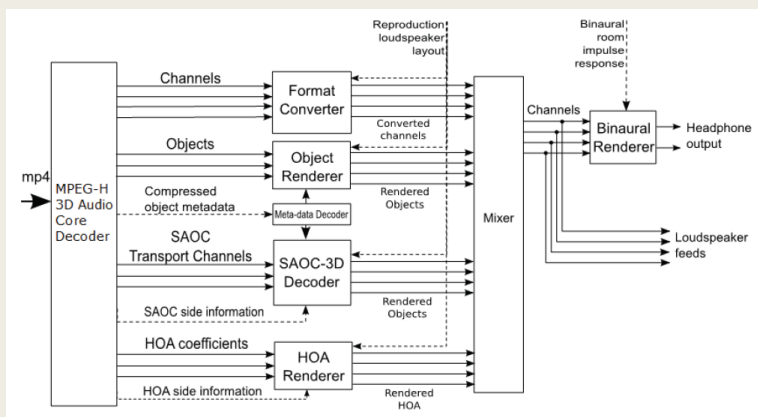 Reproduction
loudspeaker
layout
Binaural
room
impulse
response
mp4
MPEG-H
3D Audio
Core
Decoder
Channels
Format
Converter
Converted
channels
Objects
Object
Renderer
Rendered
Objects
Compressed
object metadata
Meta-data Decoder
SAOC
Transport Channels
SAOC-3D
Decoder
Rendered
Objects
SAOC side information
HOA coefficients
HOA
Renderer
Rendered
HOA
HOA side information
Mixer
Channels
Binaural
Renderer
Headphone
output
Loudspeaker
feeds